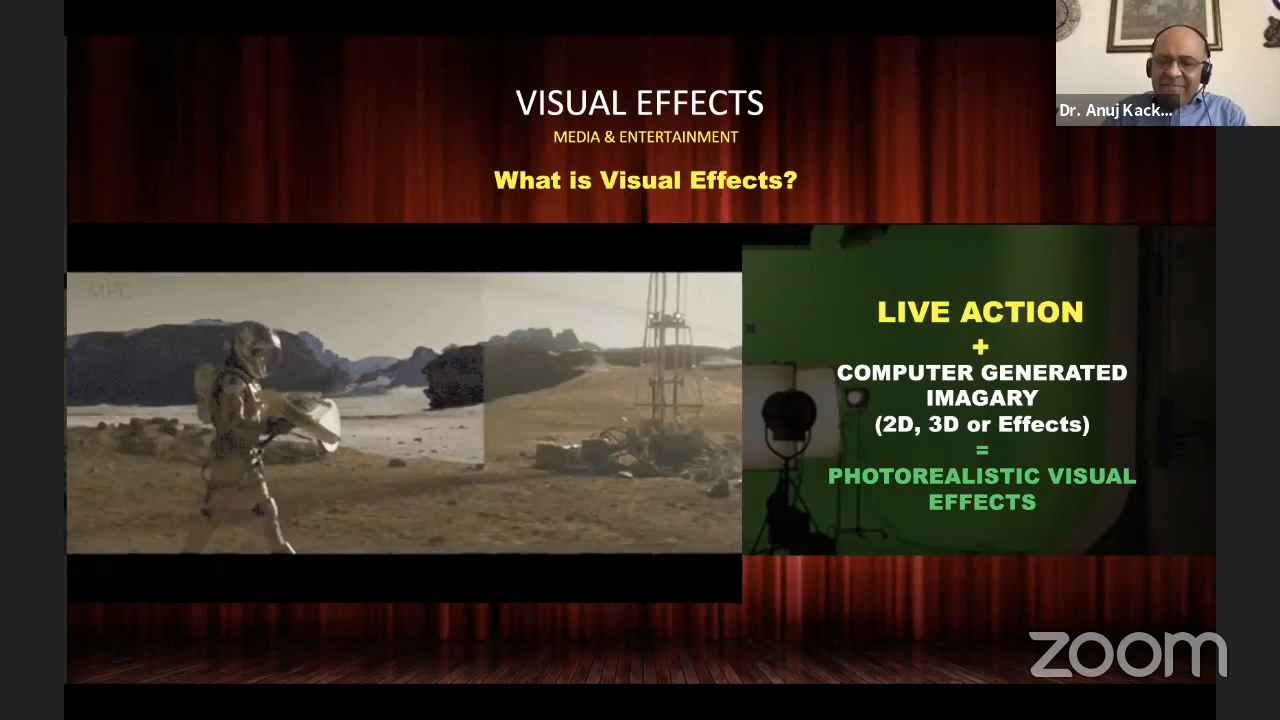 VISUAL EFFECTS
MEDIA & ENTERTAINMENT
What is Visual Effects?
Dr. Anuj Kack...
MPC
LIVE ACTION
+
COMPUTER GENERATED
IMAGARY
(2D, 3D or Effects)
=
PHOTOREALISTIC VISUAL
EFFECTS
zoom